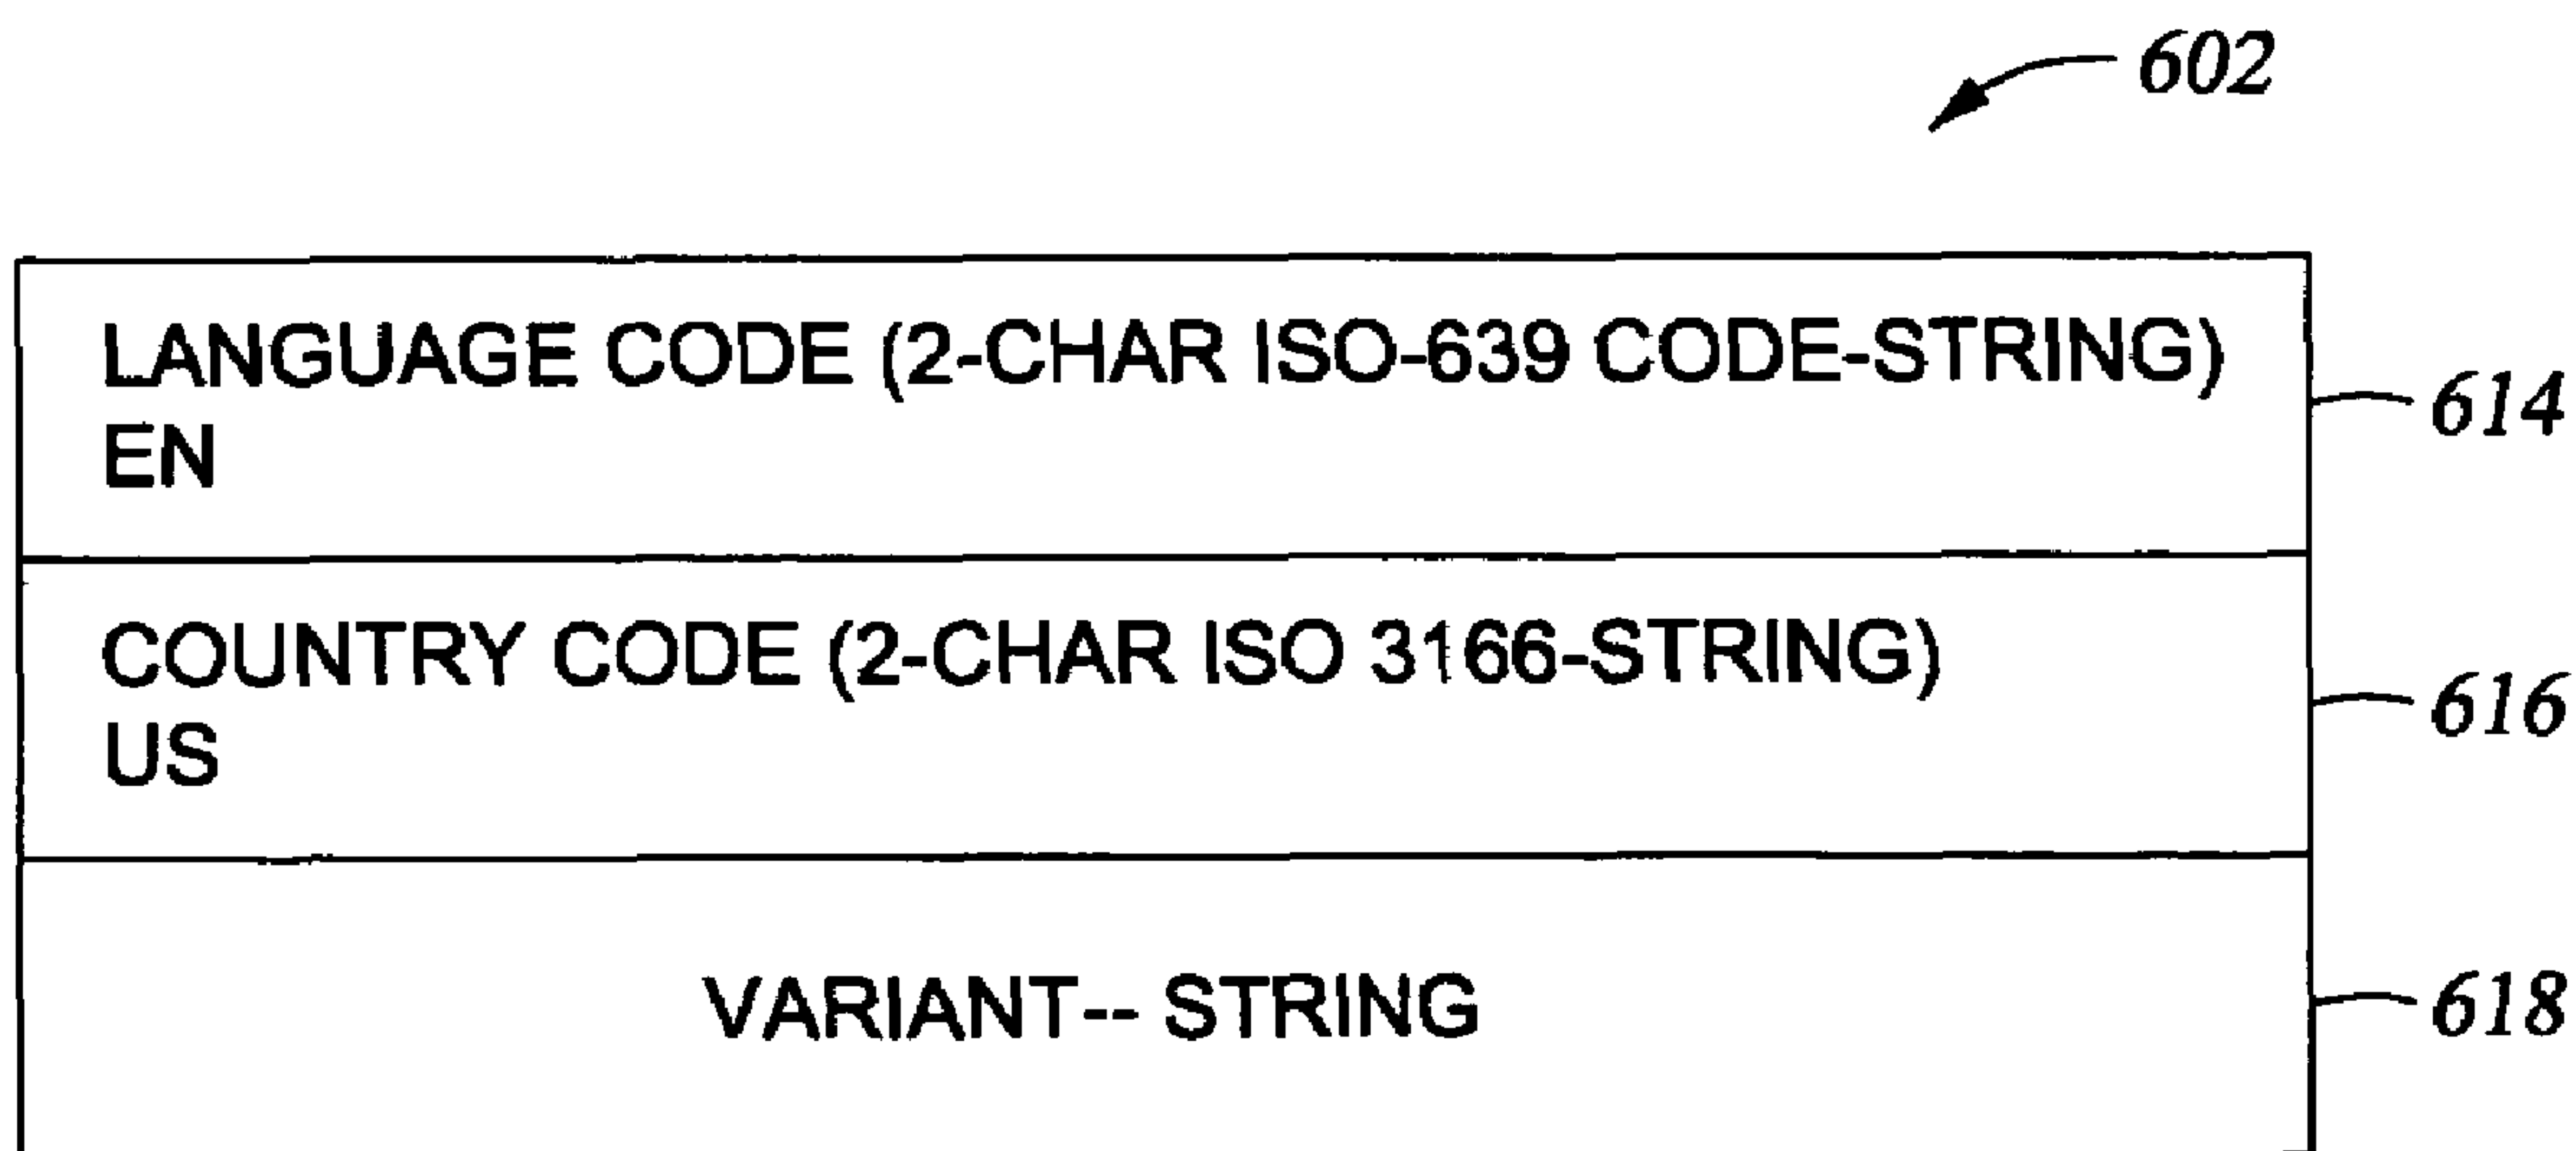 602
LANGUAGE CODE (2-CHAR ISO-639 CODE-STRING)
EN
614
COUNTRY CODE (2-CHAR ISO 3166-STRING)
US
616
VARIANT-- STRING
618